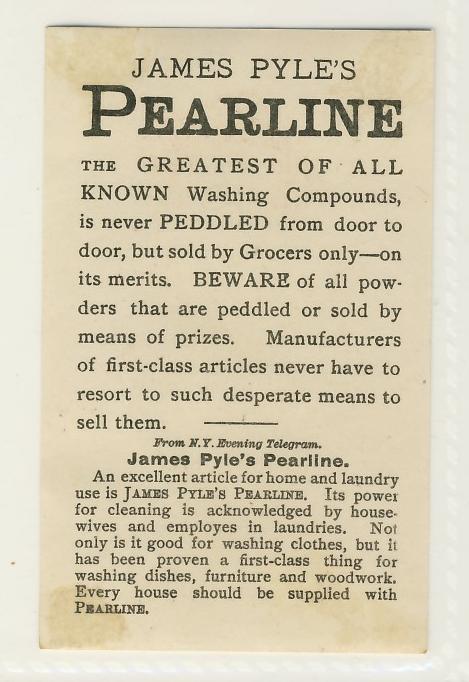 JAMES PYLE'S
PEARLINE
THE GREATEST OF ALL
KNOWN Washing Compounds,
is never PEDDLED from door to
door, but sold by Grocers only—on
its merits. BEWARE of all pow-
ders that are peddled or sold by
means of prizes. Manufacturers
of first-class articles never have to
resort to such desperate means to
sell them.
From N.Y. Evening Telegram.
James Pyle's Pearline.
An excellent article for home and laundry
use is JAMES PYLE'S PEARLINE. Its power
for cleaning is acknowledged by house-
wives and employes in laundries. Not
only is it good for washing clothes, but it
has been proven a first-class thing for
washing dishes, furniture and woodwork.
Every house should be supplied with
PEARLINE.